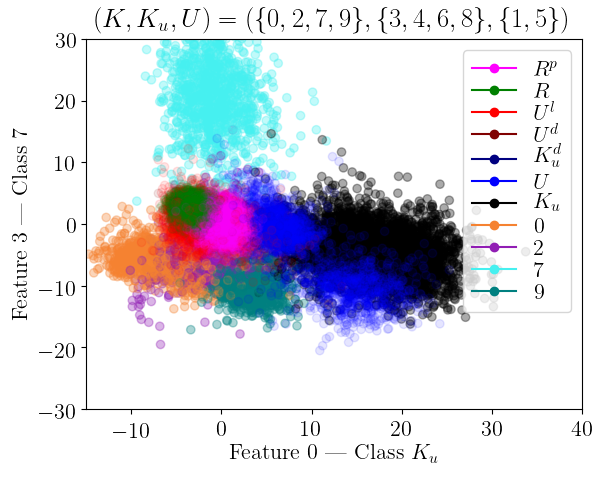 (K, K_u, U) = ({0, 2, 7, 9}, {3, 4, 6, 8}, {1, 5})
30
20
10
0
−10
−20
−30
Feature 3 — Class 7
R^p
R
U^l
U^d
K_u^d
U
K_u
0
2
7
9
−10
0
10
20
30
40
Feature 0 — Class K_u